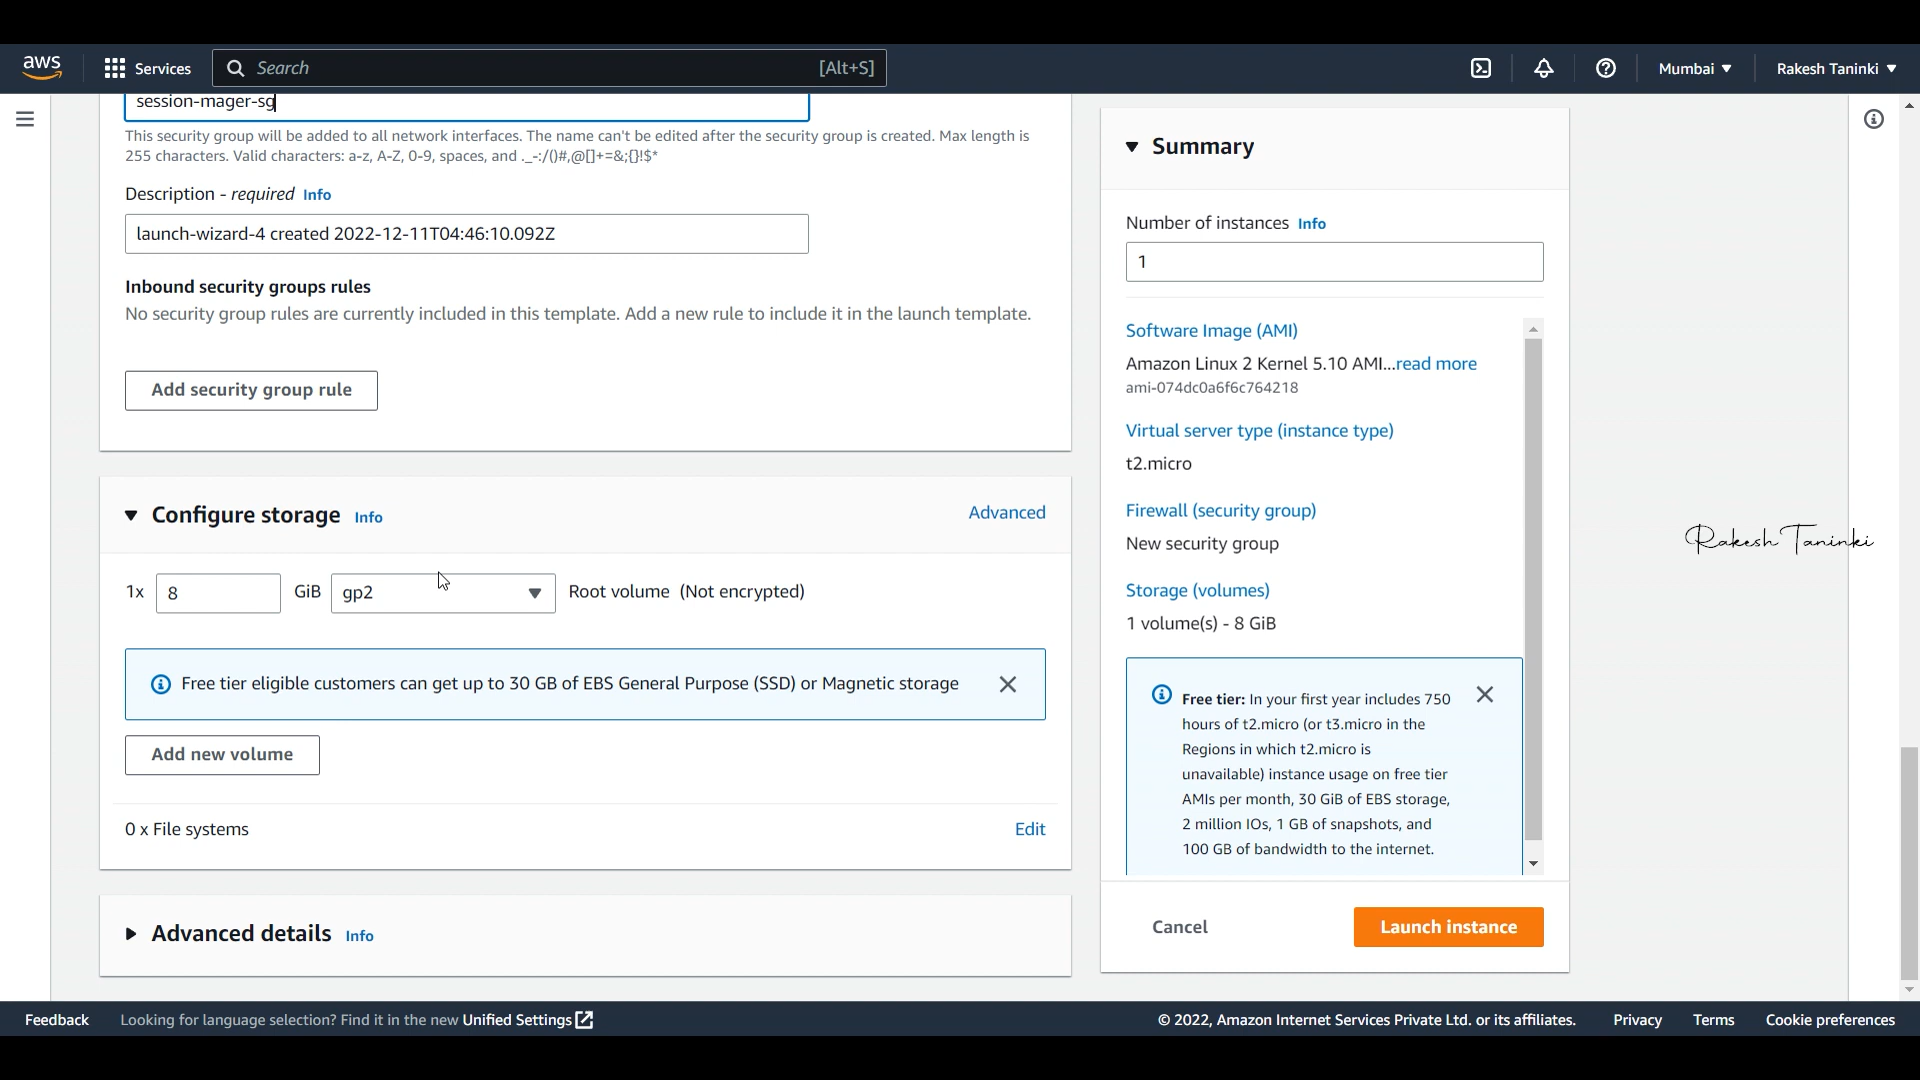 aws
Services
Search
[Alt+S]
Mumbai
Rakesh Taninki
session-mager-sg
This security group will be added to all network interfaces. The name can't be edited after the security group is created. Max length is
255 characters. Valid characters: a-z, A-Z, 0-9, spaces, and ._-:/()#,@[]+=&;{}!$*
Description - required Info
launch-wizard-4 created 2022-12-11T04:46:10.092Z
Inbound security groups rules
No security group rules are currently included in this template. Add a new rule to include it in the launch template.
Add security group rule
Configure storage Info
Advanced
1x 8 GiB gp2 Root volume (Not encrypted)
Free tier eligible customers can get up to 30 GB of EBS General Purpose (SSD) or Magnetic storage
Add new volume
0 x File systems
Edit
Advanced details Info
Summary
Number of instances Info
1
Software Image (AMI)
Amazon Linux 2 Kernel 5.10 AMI...read more
ami-074dc0a6f6c764218
Virtual server type (instance type)
t2.micro
Firewall (security group)
New security group
Storage (volumes)
1 volume(s) - 8 GiB
Free tier: In your first year includes 750
hours of t2.micro (or t3.micro in the
Regions in which t2.micro is
unavailable) instance usage on free tier
AMIs per month, 30 GiB of EBS storage,
2 million IOs, 1 GB of snapshots, and
100 GB of bandwidth to the internet.
Cancel
Launch instance
Rakesh Taninki
Feedback
Looking for language selection? Find it in the new Unified Settings
© 2022, Amazon Internet Services Private Ltd. or its affiliates.
Privacy
Terms
Cookie preferences